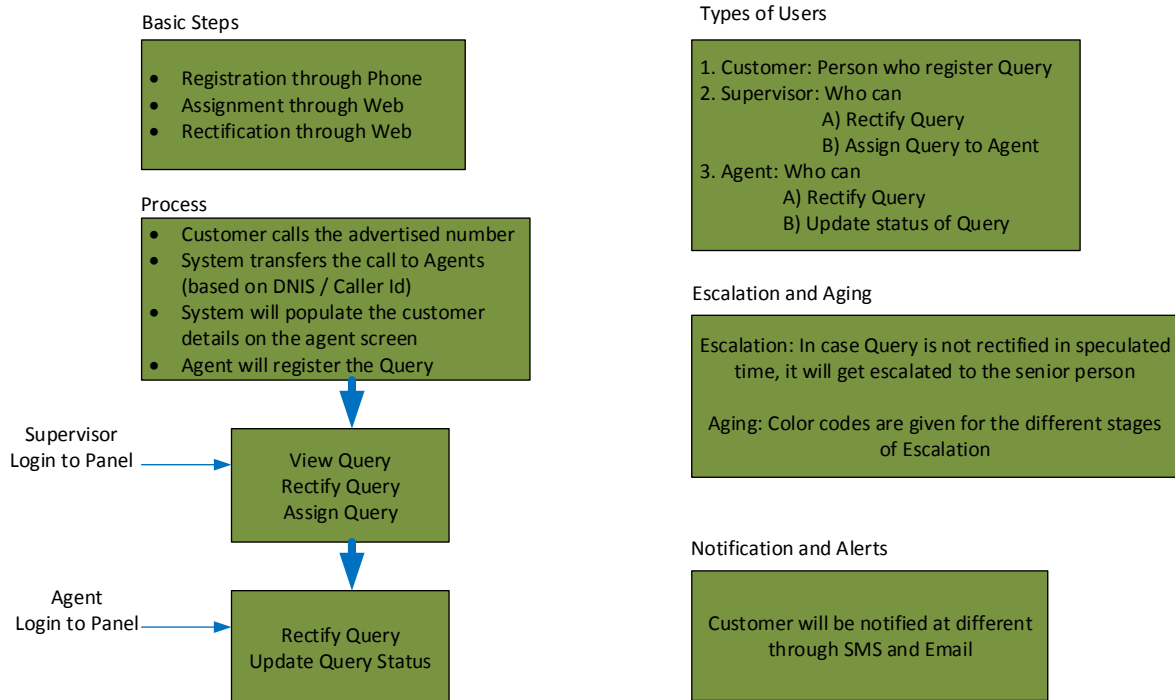 Basic Steps
• Registration through Phone
• Assignment through Web
• Rectification through Web
Process
• Customer calls the advertised number
• System transfers the call to Agents
(based on DNIS / Caller Id)
• System will populate the customer
details on the agent screen
• Agent will register the Query
Supervisor
Login to Panel
View Query
Rectify Query
Assign Query
Agent
Login to Panel
Rectify Query
Update Query Status
Types of Users
1. Customer: Person who register Query
2. Supervisor: Who can
A) Rectify Query
B) Assign Query to Agent
3. Agent: Who can
A) Rectify Query
B) Update status of Query
Escalation and Aging
Escalation: In case Query is not rectified in speculated
time, it will get escalated to the senior person
Aging: Color codes are given for the different stages
of Escalation
Notification and Alerts
Customer will be notified at different
through SMS and Email